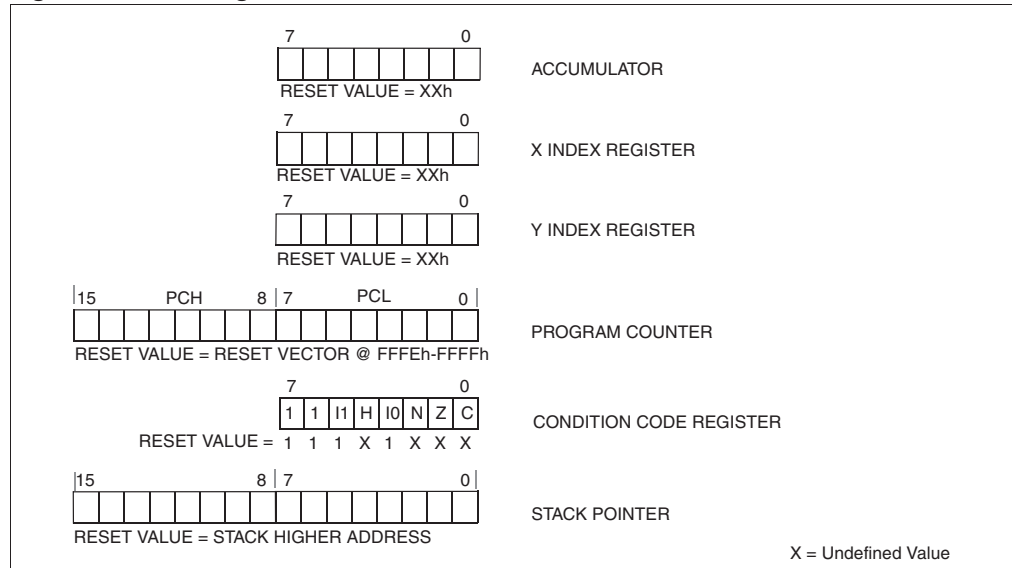 7 0
ACCUMULATOR
RESET VALUE = XXh
7 0
X INDEX REGISTER
RESET VALUE = XXh
7 0
Y INDEX REGISTER
RESET VALUE = XXh
15 PCH 8 7 PCL 0
PROGRAM COUNTER
RESET VALUE = RESET VECTOR @ FFFEh-FFFFh
7 0
1 1 I1 H I0 N Z C
CONDITION CODE REGISTER
RESET VALUE = 1 1 1 X 1 X X X
15 8 7 0
STACK POINTER
RESET VALUE = STACK HIGHER ADDRESS
X = Undefined Value